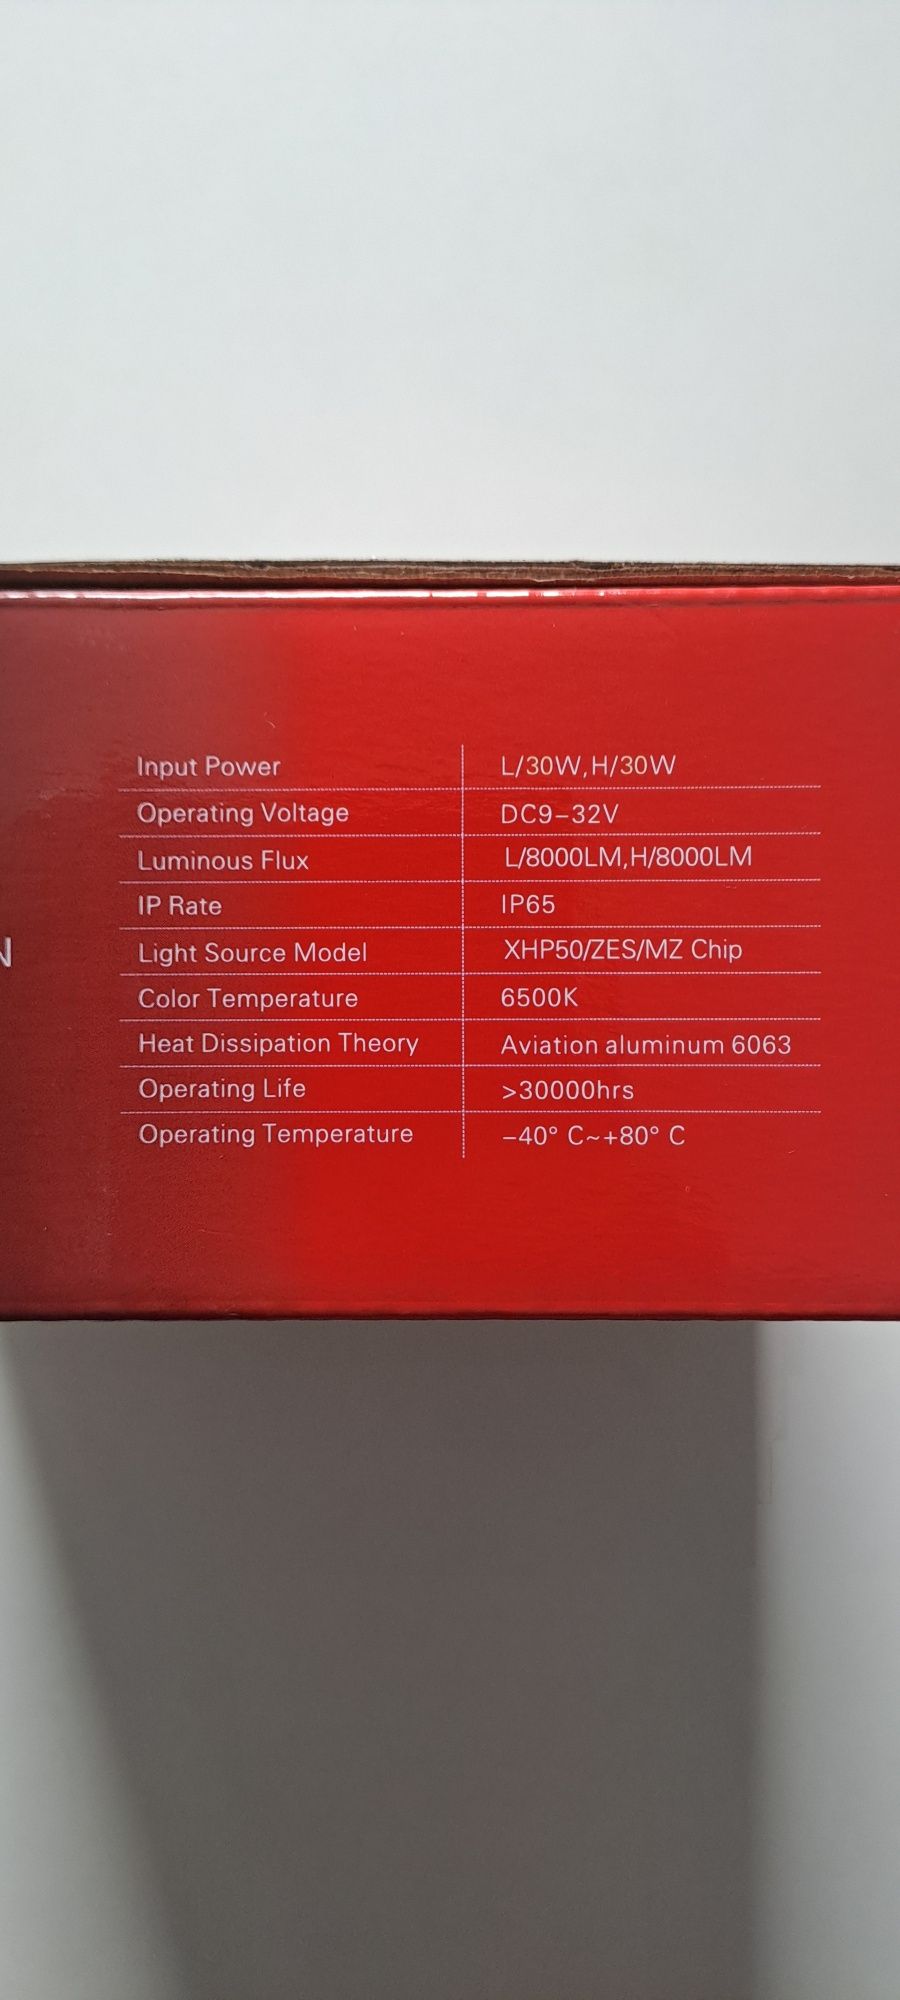 Input Power L/30W,H/30W
Operating Voltage DC9–32V
Luminous Flux L/8000LM,H/8000LM
IP Rate IP65
Light Source Model XHP50/ZES/MZ Chip
Color Temperature 6500K
Heat Dissipation Theory Aviation aluminum 6063
Operating Life >30000hrs
Operating Temperature –40° C~+80° C